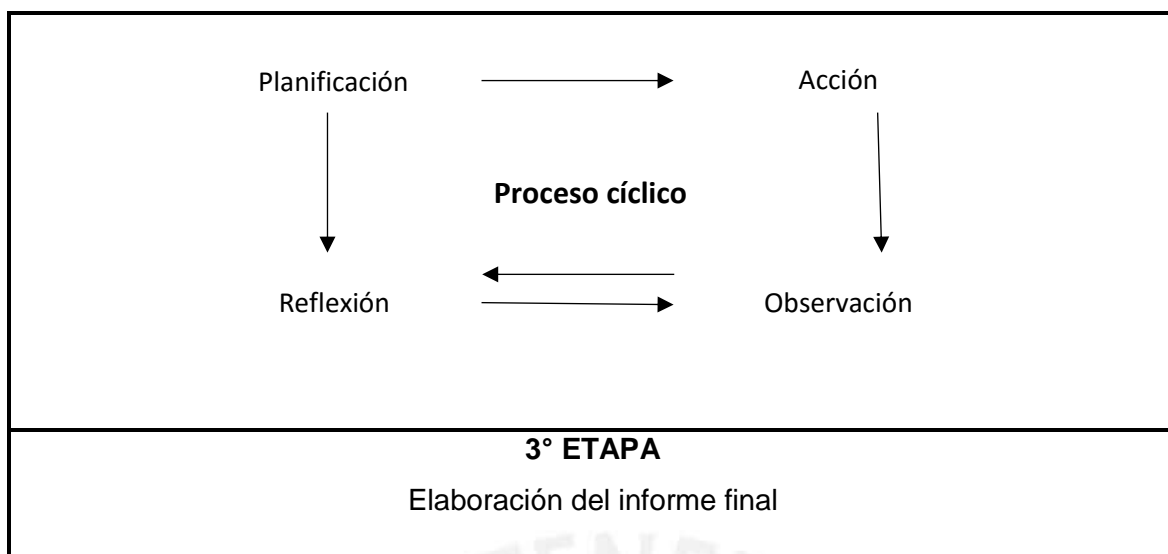 Planificación Acción
Proceso cíclico
Reflexión Observación
3° ETAPA
Elaboración del informe final